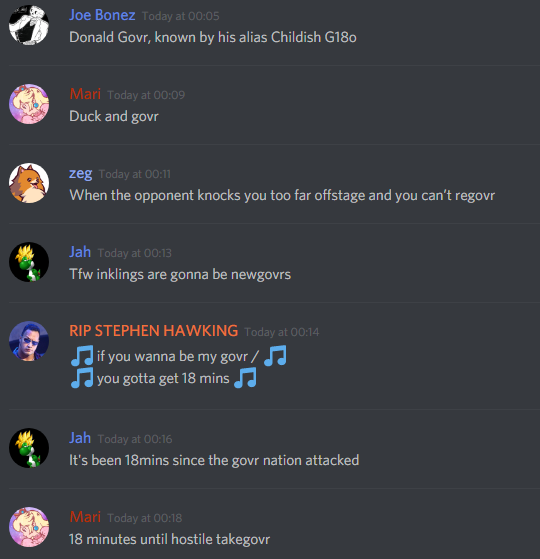 Joe Bonez Today at 00:05
Donald Govr, known by his alias Childish G18o
Mari Today at 00:09
Duck and govr
zeg Today at 00:11
When the opponent knocks you too far offstage and you can't regovr
Jah Today at 00:13
Tfw inklings are gonna be newgovrs
RIP STEPHEN HAWKING Today at 00:14
🎵 if you wanna be my govr / 🎵
🎵 you gotta get 18 mins 🎵
Jah Today at 00:16
It's been 18mins since the govr nation attacked
Mari Today at 00:18
18 minutes until hostile takegovr